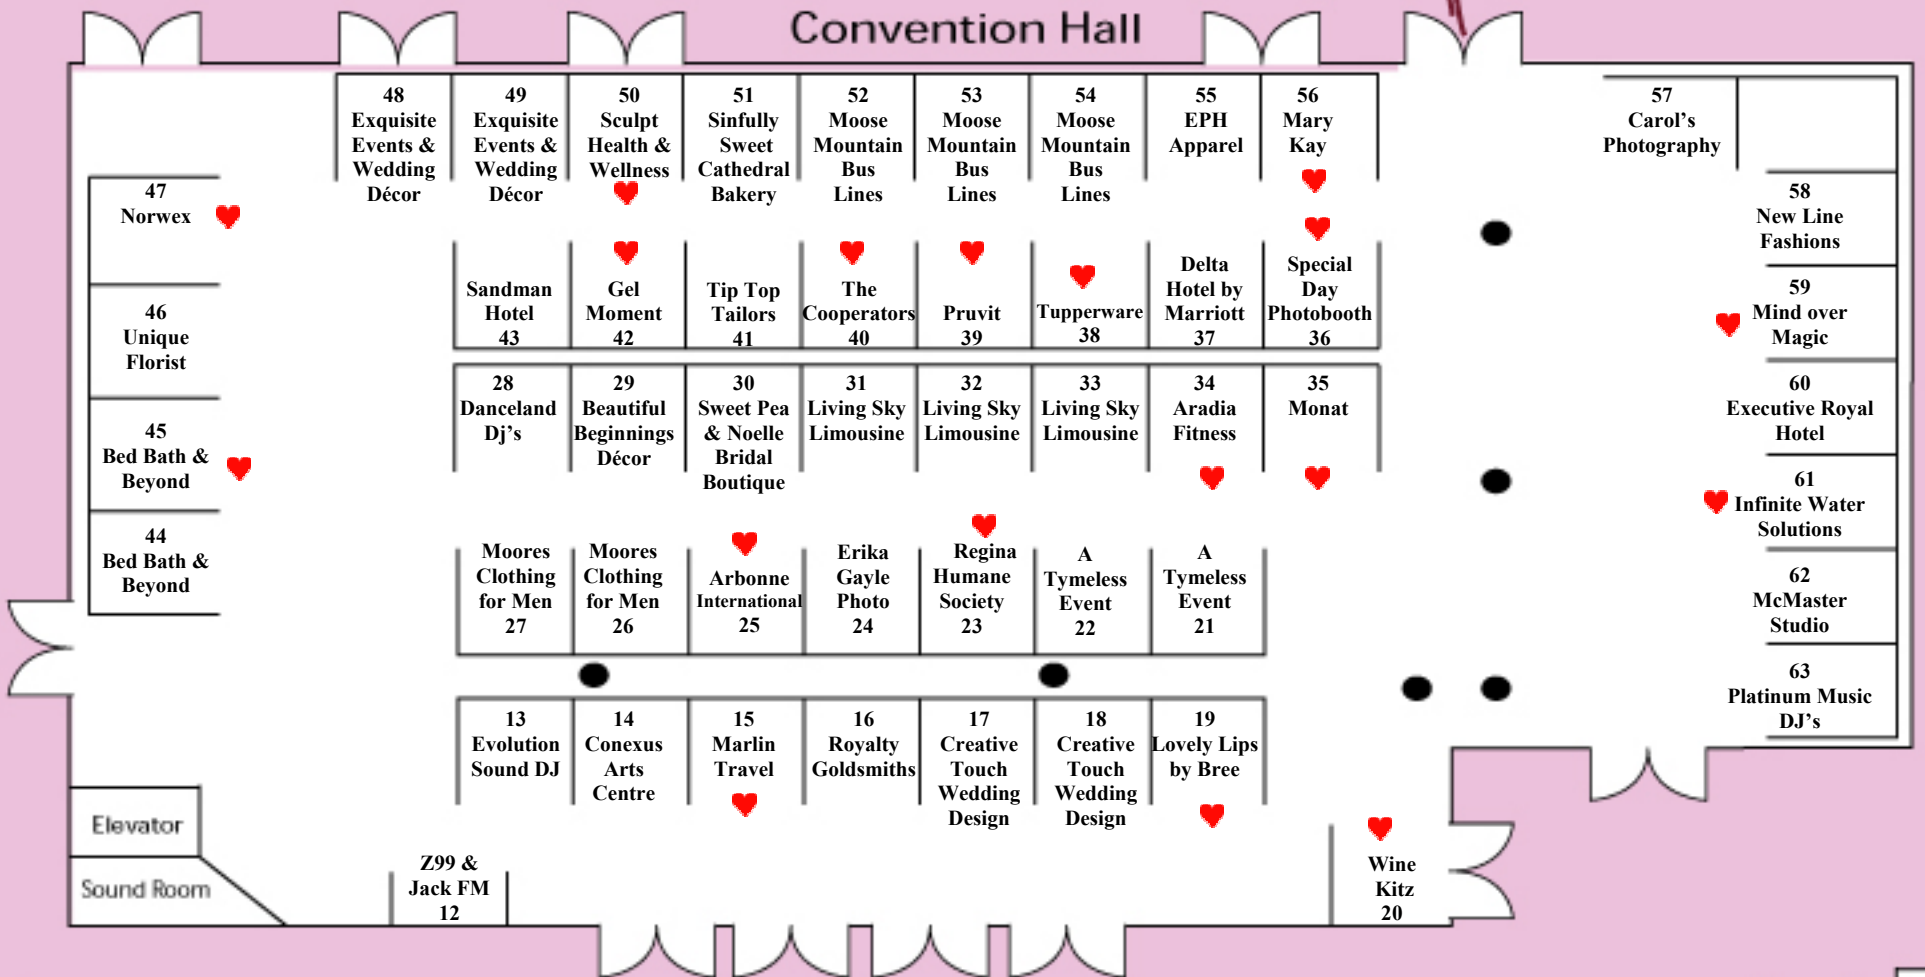 Convention Hall
48
Exquisite
Events &
Wedding
Décor
49
Exquisite
Events &
Wedding
Décor
50
Sculpt
Health &
Wellness
51
Sinfully
Sweet
Cathedral
Bakery
52
Moose
Mountain
Bus
Lines
53
Moose
Mountain
Bus
Lines
54
Moose
Mountain
Bus
Lines
55
EPH
Apparel
56
Mary
Kay
57
Carol's
Photography
47
Norwex
46
Unique
Florist
45
Bed Bath &
Beyond
44
Bed Bath &
Beyond
Sandman
Hotel
43
Gel
Moment
42
Tip Top
Tailors
41
The
Cooperators
40
Pruvit
39
Tupperware
38
Delta
Hotel by
Marriott
37
Special
Day
Photobooth
36
58
New Line
Fashions
59
Mind over
Magic
60
Executive Royal
Hotel
61
Infinite Water
Solutions
62
McMaster
Studio
63
Platinum Music
DJ's
28
Danceland
Dj's
29
Beautiful
Beginnings
Décor
30
Sweet Pea
& Noelle
Bridal
Boutique
31
Living Sky
Limousine
32
Living Sky
Limousine
33
Living Sky
Limousine
34
Aradia
Fitness
35
Monat
Moores
Clothing
for Men
27
Moores
Clothing
for Men
26
Arbonne
International
25
Erika
Gayle
Photo
24
Regina
Humane
Society
23
A
Tymeless
Event
22
A
Tymeless
Event
21
13
Evolution
Sound DJ
14
Conexus
Arts
Centre
15
Marlin
Travel
16
Royalty
Goldsmiths
17
Creative
Touch
Wedding
Design
18
Creative
Touch
Wedding
Design
19
Lovely Lips
by Bree
Elevator
Sound Room
Z99 &
Jack FM
12
Wine
Kitz
20